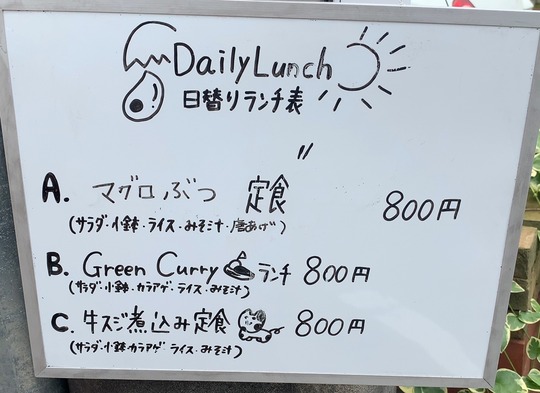 Daily Lunch
日替りランチ表
〃
A. マグロぶつ 定食 800円
(サラダ・小鉢・ライス・みそ汁・唐あげ)
B. Green Curry ランチ 800円
(サラダ・小鉢・カラアゲ・ライス・みそ汁)
C. 牛スジ煮込み定食 800円
(サラダ・小鉢・カラアゲ・ライス・みそ汁)